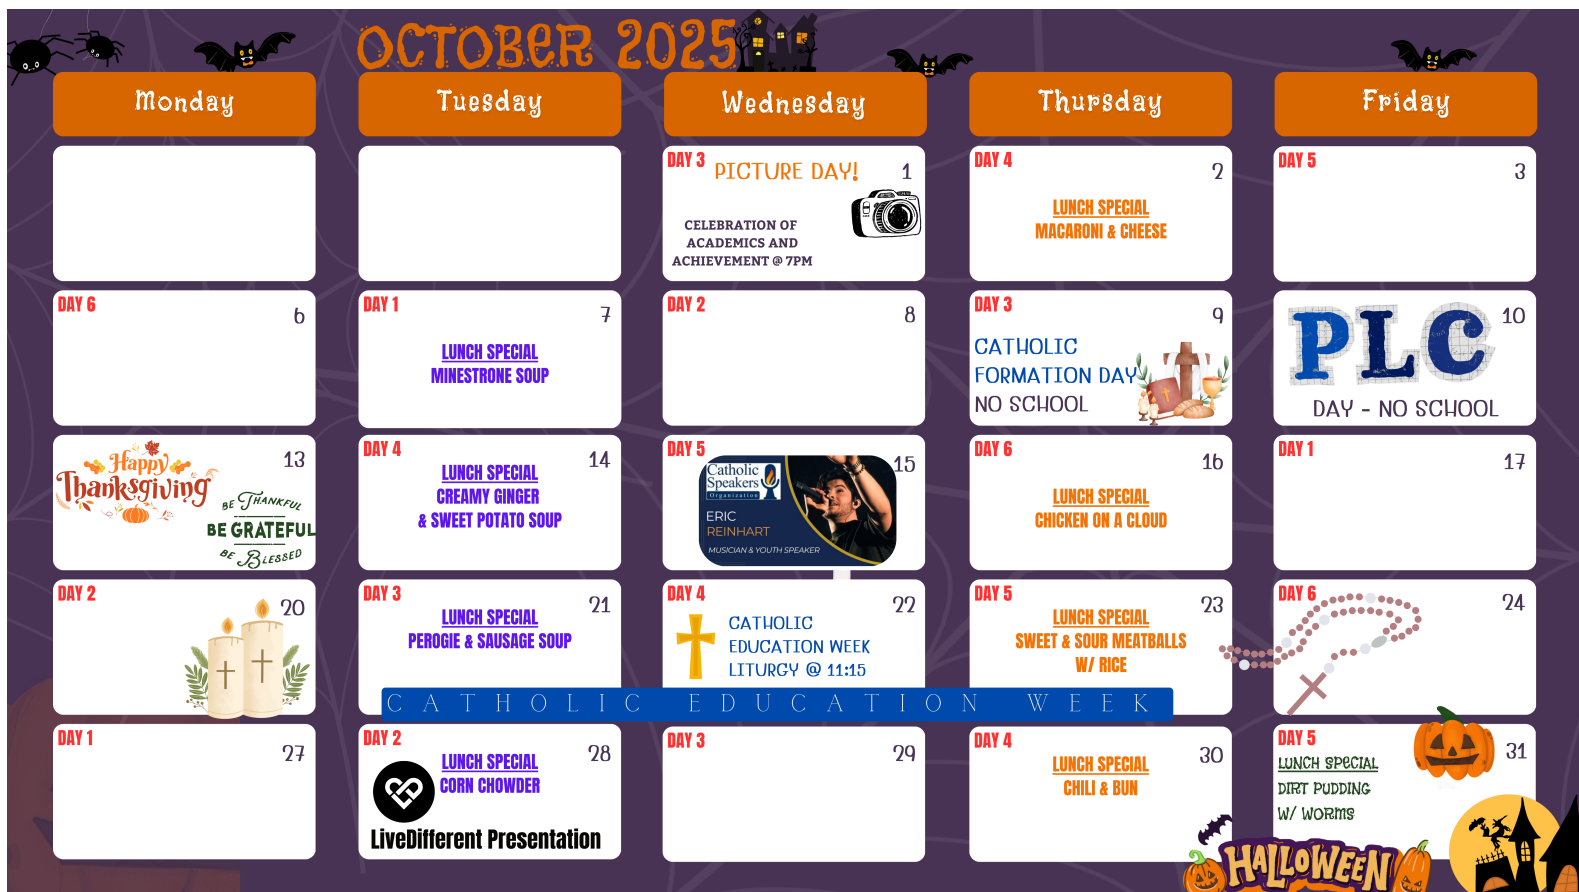 OCTOBER 2025
Monday
Tuesday
Wednesday
Thursday
Friday
DAY 3
PICTURE DAY!
1
CELEBRATION OF
ACADEMICS AND
ACHIEVEMENT @ 7PM
DAY 4
2
LUNCH SPECIAL
MACARONI & CHEESE
DAY 5
3
DAY 6
6
DAY 1
7
LUNCH SPECIAL
MINESTRONE SOUP
DAY 2
8
DAY 3
9
CATHOLIC
FORMATION DAY
NO SCHOOL
10
PLC
DAY - NO SCHOOL
13
Happy
Thanksgiving
BE THANKFUL
BE GRATEFUL
BE BLESSED
DAY 4
14
LUNCH SPECIAL
CREAMY GINGER
& SWEET POTATO SOUP
DAY 5
15
Catholic
Speakers
Organization
ERIC
REINHART
MUSICIAN & YOUTH SPEAKER
DAY 6
16
LUNCH SPECIAL
CHICKEN ON A CLOUD
DAY 1
17
DAY 2
20
DAY 3
21
LUNCH SPECIAL
PEROGIE & SAUSAGE SOUP
DAY 4
22
CATHOLIC
EDUCATION WEEK
LITURGY @ 11:15
DAY 5
23
LUNCH SPECIAL
SWEET & SOUR MEATBALLS
W/ RICE
DAY 6
24
CATHOLIC EDUCATION WEEK
DAY 1
27
DAY 2
28
LUNCH SPECIAL
CORN CHOWDER
LiveDifferent Presentation
DAY 3
29
DAY 4
30
LUNCH SPECIAL
CHILI & BUN
DAY 5
31
LUNCH SPECIAL
DIRT PUDDING
W/ WORMS
HALLOWEEN